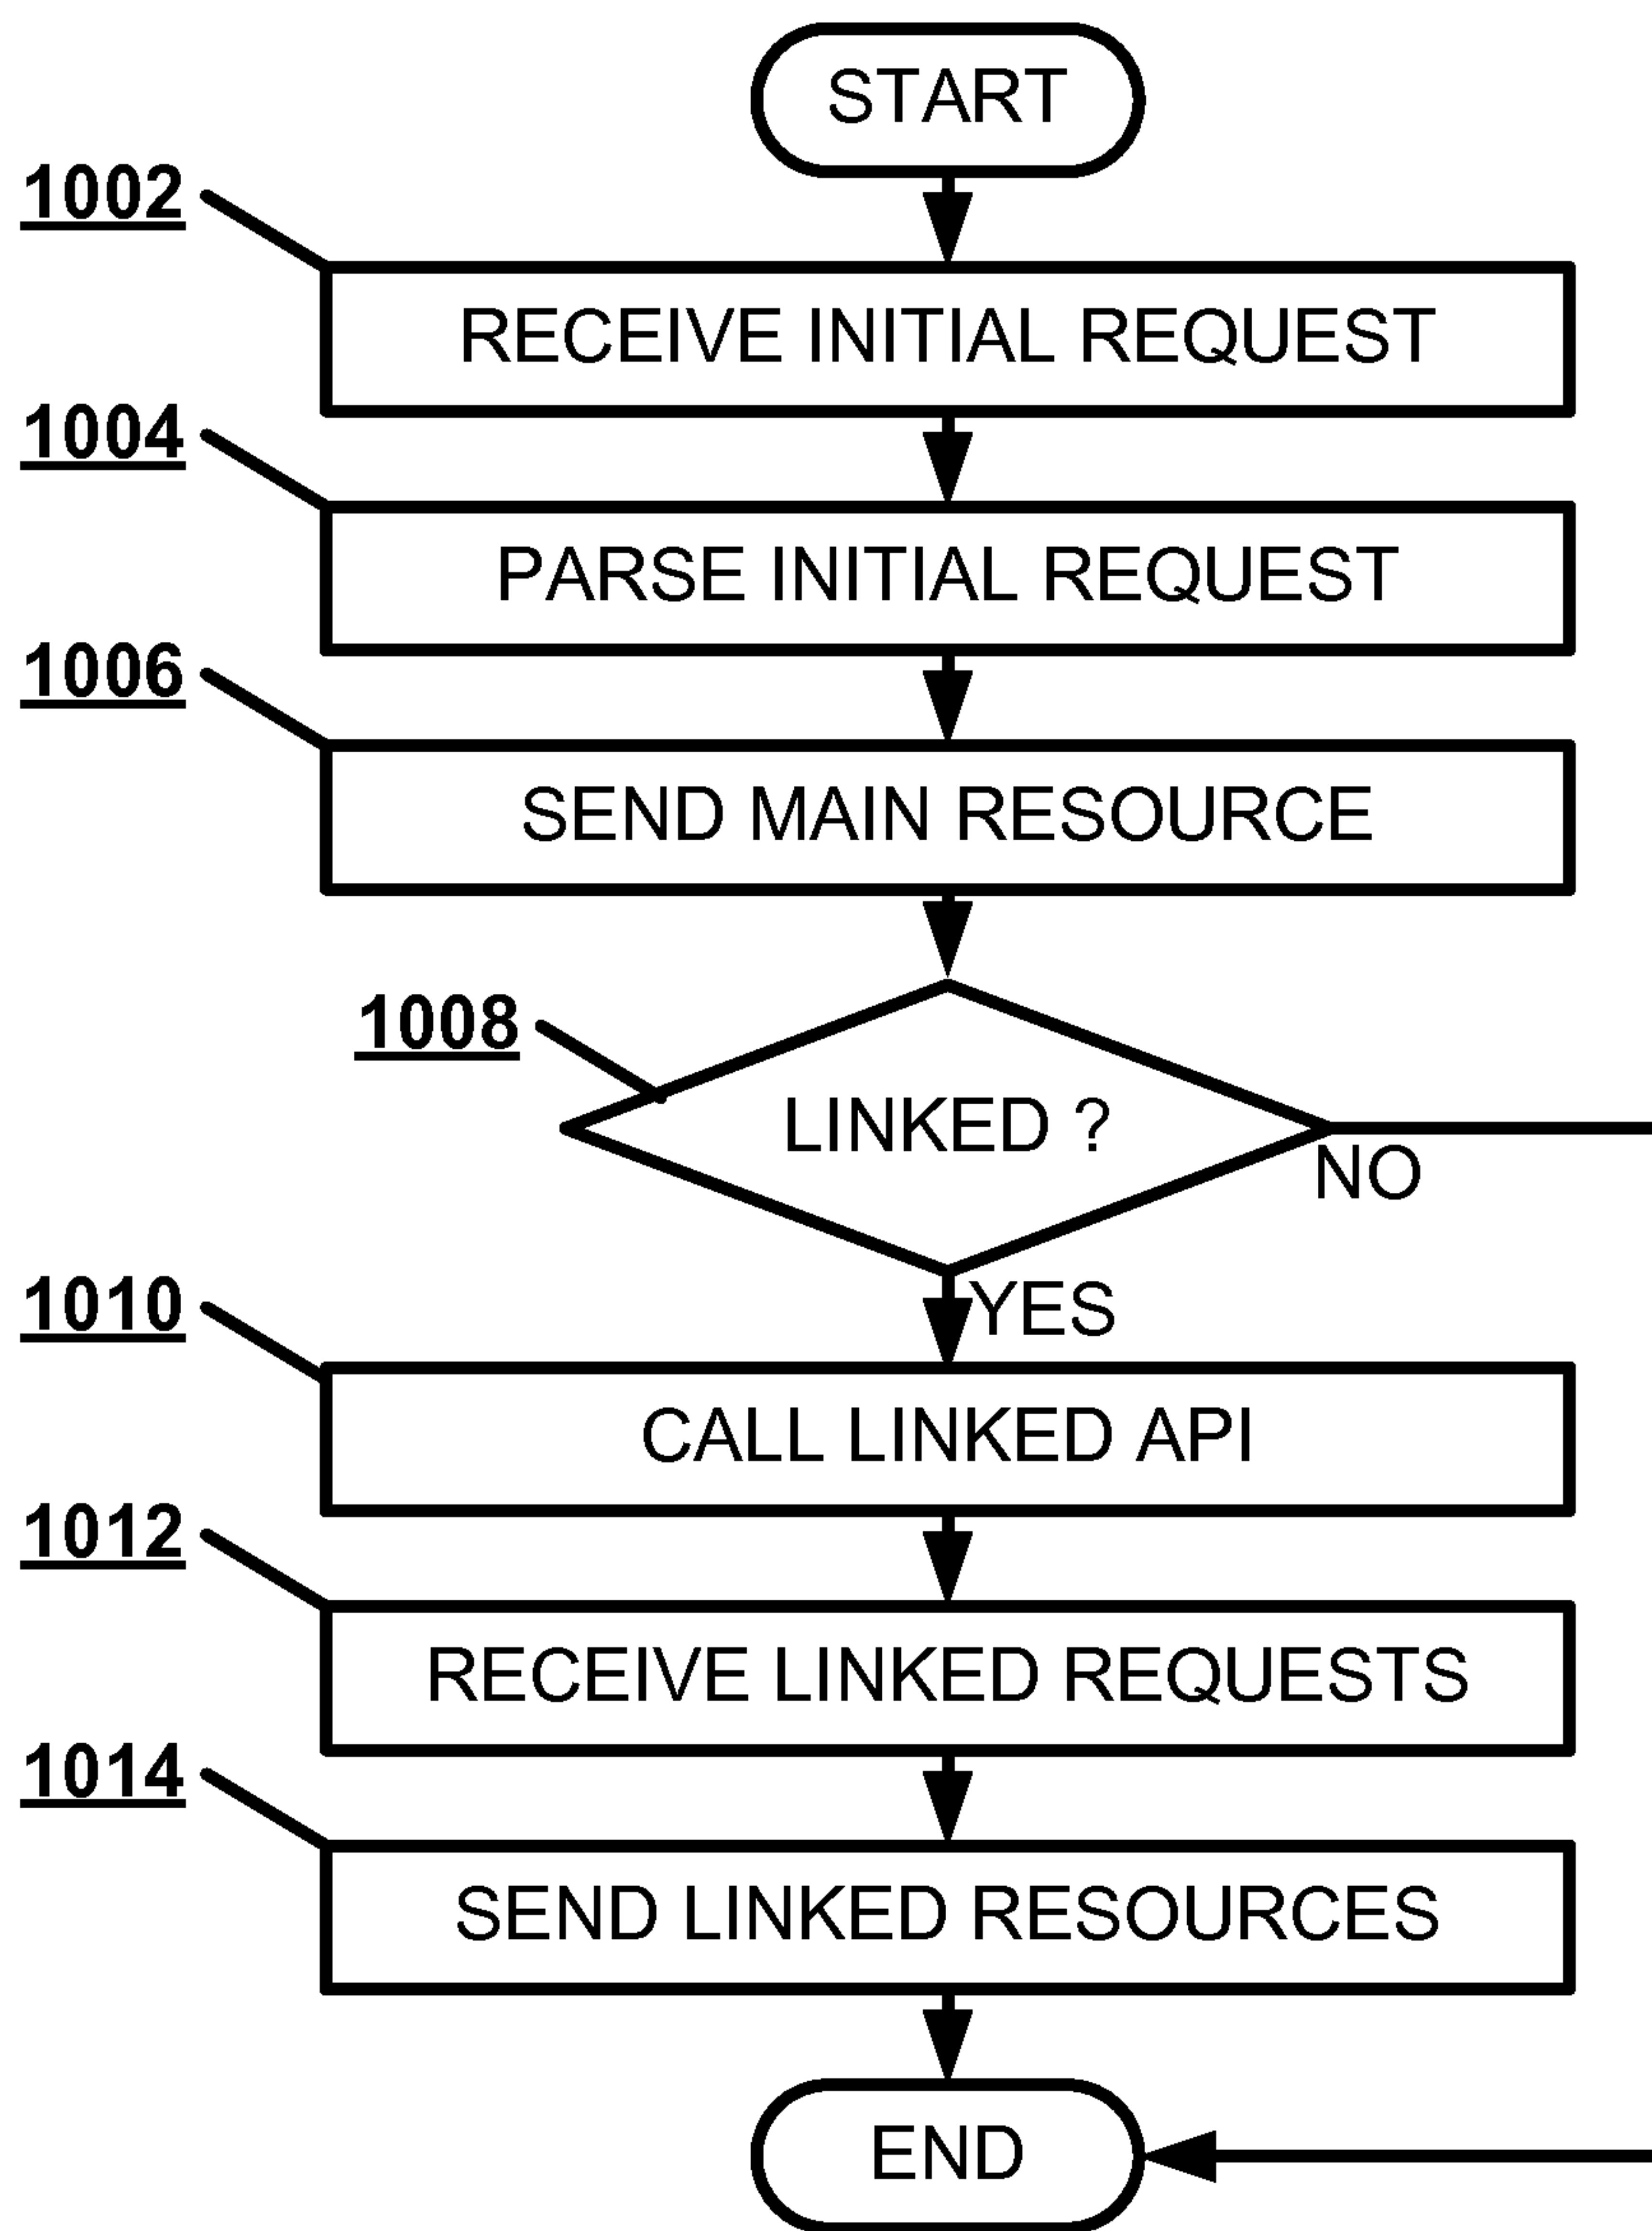 START
1002
RECEIVE INITIAL REQUEST
1004
PARSE INITIAL REQUEST
1006
SEND MAIN RESOURCE
1008
LINKED ?
NO
YES
1010
CALL LINKED API
1012
RECEIVE LINKED REQUESTS
1014
SEND LINKED RESOURCES
END